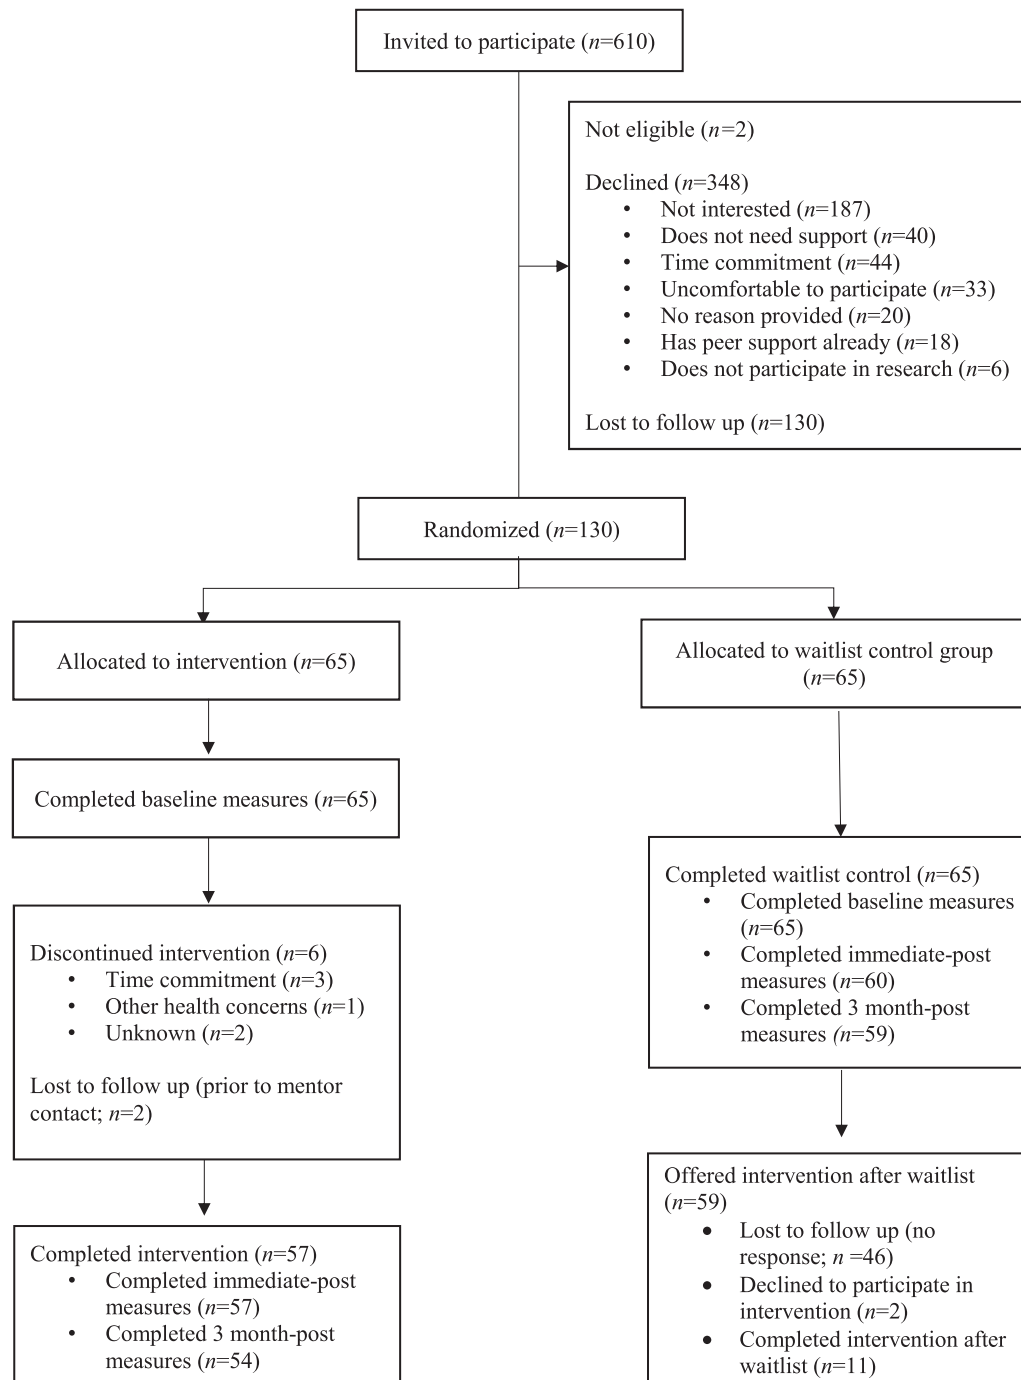 Invited to participate (n=610)
Not eligible (n=2)
Declined (n=348)
• Not interested (n=187)
• Does not need support (n=40)
• Time commitment (n=44)
• Uncomfortable to participate (n=33)
• No reason provided (n=20)
• Has peer support already (n=18)
• Does not participate in research (n=6)
Lost to follow up (n=130)
Randomized (n=130)
Allocated to intervention (n=65)
Completed baseline measures (n=65)
Discontinued intervention (n=6)
• Time commitment (n=3)
• Other health concerns (n=1)
• Unknown (n=2)
Lost to follow up (prior to mentor
contact; n=2)
Completed intervention (n=57)
• Completed immediate-post
measures (n=57)
• Completed 3 month-post
measures (n=54)
Allocated to waitlist control group
(n=65)
Completed waitlist control (n=65)
• Completed baseline measures
(n=65)
• Completed immediate-post
measures (n=60)
• Completed 3 month-post
measures (n=59)
Offered intervention after waitlist
(n=59)
● Lost to follow up (no
response; n =46)
● Declined to participate in
intervention (n=2)
● Completed intervention after
waitlist (n=11)